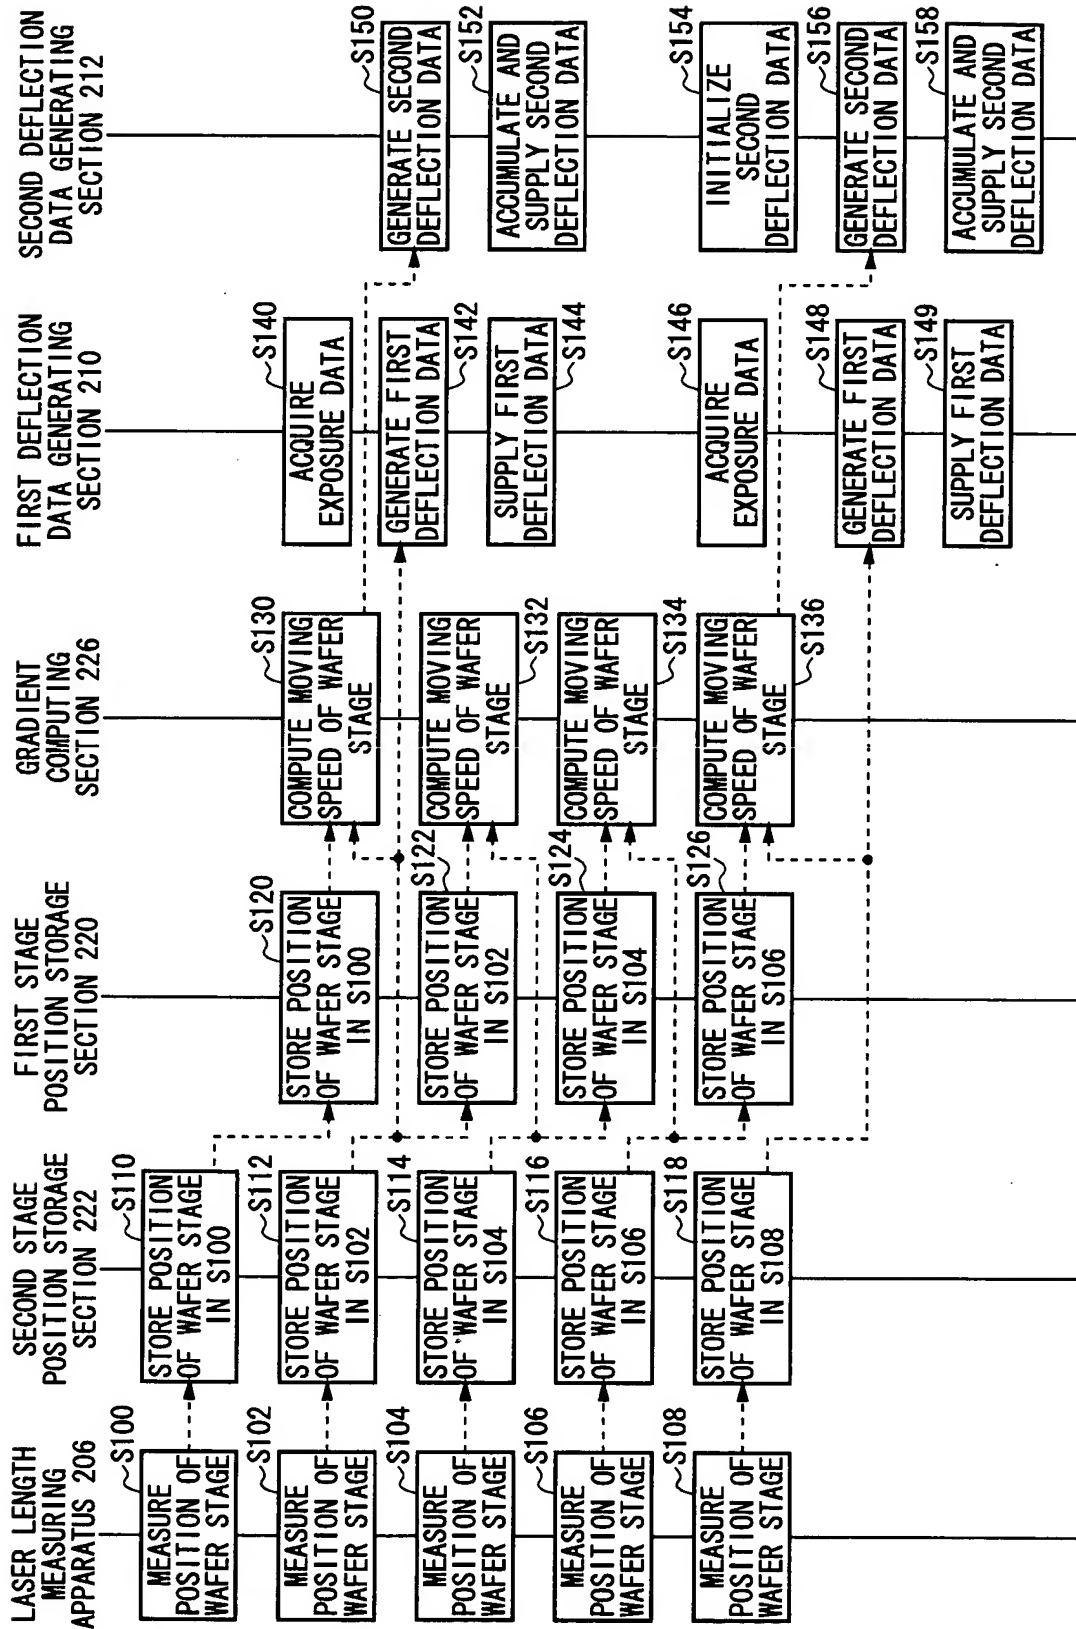 LASER LENGTH
MEASURING
APPARATUS 206
S100
MEASURE
POSITION OF
WAFER STAGE
S102
MEASURE
POSITION OF
WAFER STAGE
S104
MEASURE
POSITION OF
WAFER STAGE
S106
MEASURE
POSITION OF
WAFER STAGE
S108
MEASURE
POSITION OF
WAFER STAGE
SECOND STAGE
POSITION STORAGE
SECTION 222
S110
STORE POSITION
OF WAFER STAGE
IN S100
S112
STORE POSITION
OF WAFER STAGE
IN S102
S114
STORE POSITION
OF WAFER STAGE
IN S104
S116
STORE POSITION
OF WAFER STAGE
IN S106
S118
STORE POSITION
OF WAFER STAGE
IN S108
FIRST STAGE
POSITION STORAGE
SECTION 220
S120
STORE POSITION
OF WAFER STAGE
IN S100
S122
STORE POSITION
OF WAFER STAGE
IN S102
S124
STORE POSITION
OF WAFER STAGE
IN S104
S126
STORE POSITION
OF WAFER STAGE
IN S106
GRADIENT
COMPUTING
SECTION 226
S130
COMPUTE MOVING
SPEED OF WAFER
STAGE
S132
COMPUTE MOVING
SPEED OF WAFER
STAGE
S134
COMPUTE MOVING
SPEED OF WAFER
STAGE
S136
COMPUTE MOVING
SPEED OF WAFER
STAGE
FIRST DEFLECTION
DATA GENERATING
SECTION 210
S140
ACQUIRE
EXPOSURE DATA
S142
GENERATE FIRST
DEFLECTION DATA
S144
SUPPLY FIRST
DEFLECTION DATA
S146
ACQUIRE
EXPOSURE DATA
S148
GENERATE FIRST
DEFLECTION DATA
S149
SUPPLY FIRST
DEFLECTION DATA
SECOND DEFLECTION
DATA GENERATING
SECTION 212
S150
GENERATE SECOND
DEFLECTION DATA
S152
ACCUMULATE AND
SUPPLY SECOND
DEFLECTION DATA
S154
INITIALIZE
SECOND
DEFLECTION DATA
S156
GENERATE SECOND
DEFLECTION DATA
S158
ACCUMULATE AND
SUPPLY SECOND
DEFLECTION DATA